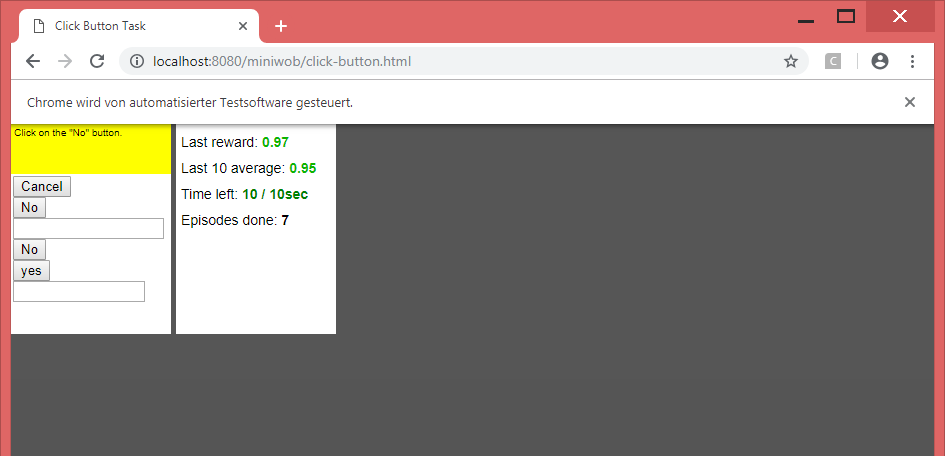 Click Button Task
localhost:8080/miniwob/click-button.html
C
Chrome wird von automatisierter Testsoftware gesteuert.
Click on the "No" button.
Cancel
No
No
yes
Last reward: 0.97
Last 10 average: 0.95
Time left: 10 / 10sec
Episodes done: 7